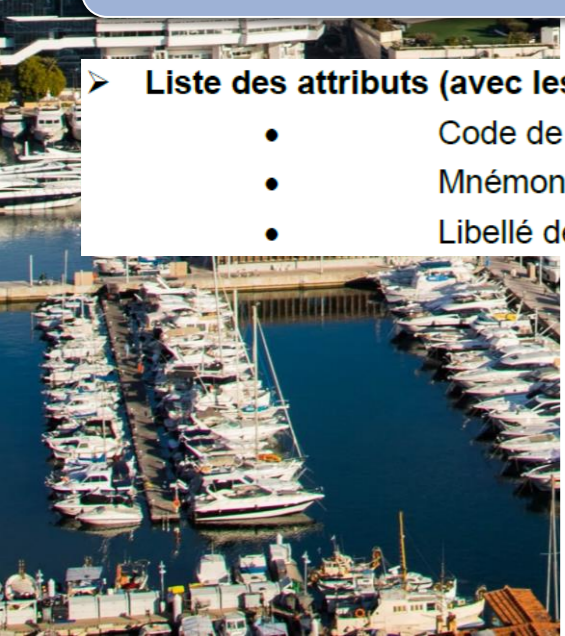 ➢ Liste des attributs (avec les
● Code de
● Mnémon
● Libellé de